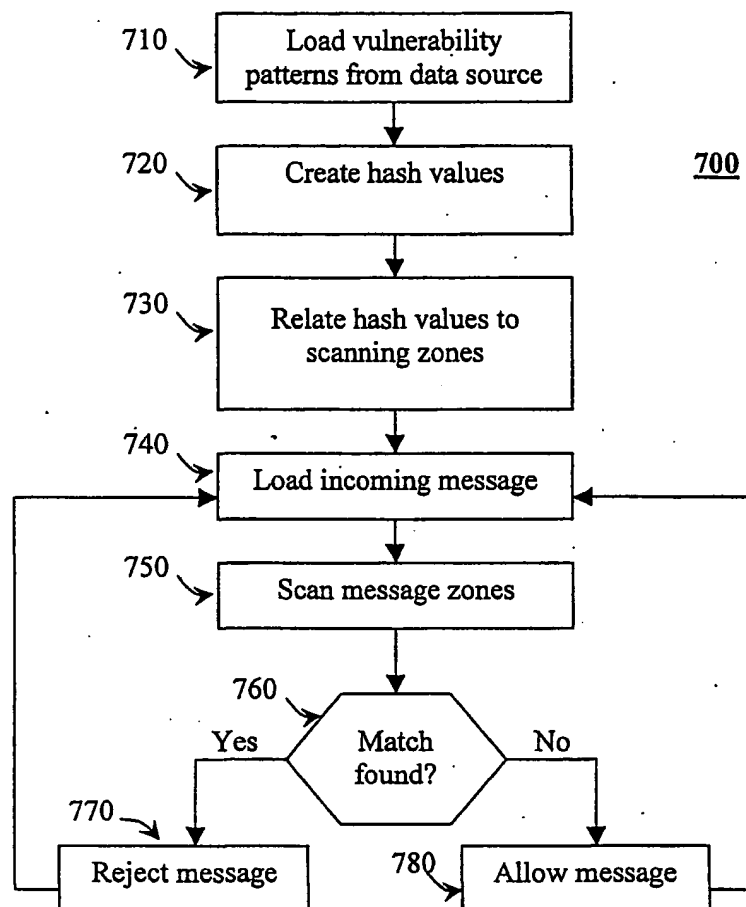 710
Load vulnerability
patterns from data source
720
Create hash values
700
730
Relate hash values to
scanning zones
740
Load incoming message
750
Scan message zones
760
Yes
Match
found?
No
770
Reject message
780
Allow message